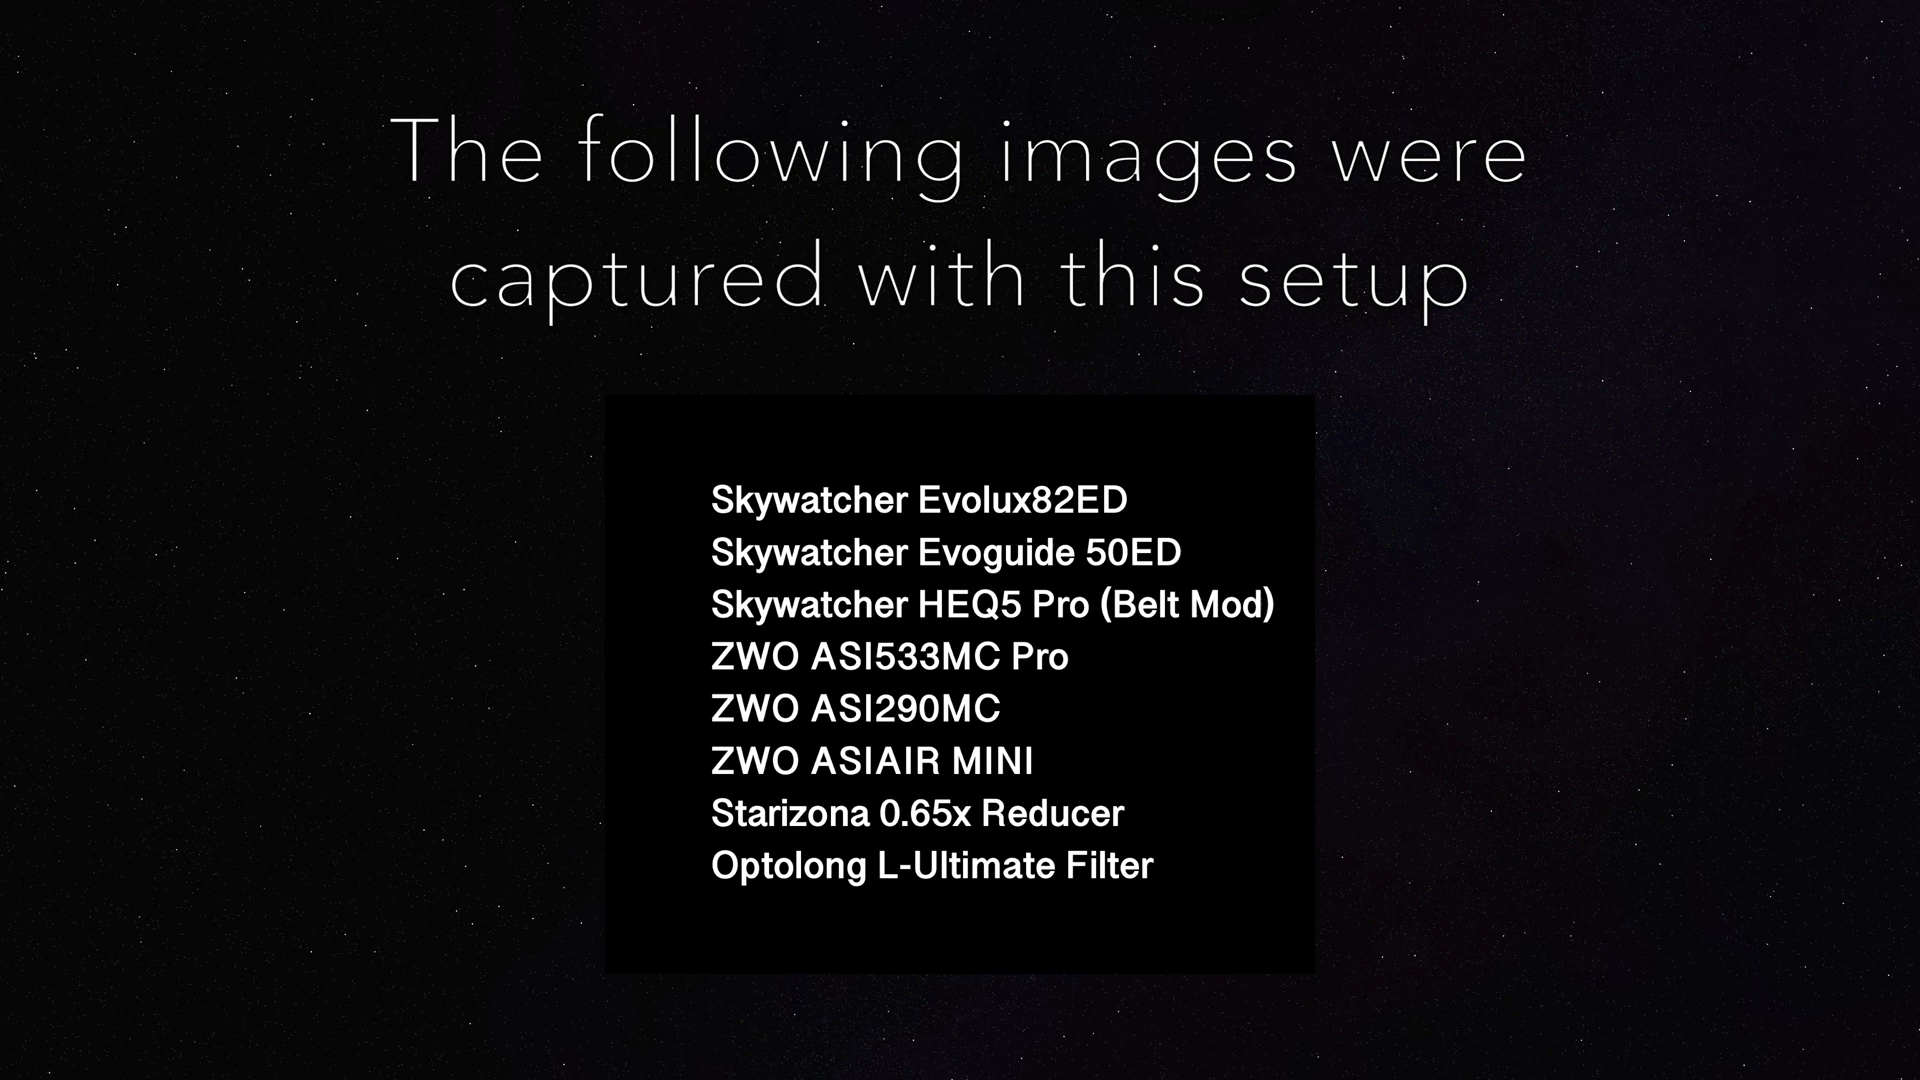 The following images were
captured with this setup
Skywatcher Evolux82ED
Skywatcher Evoguide 50ED
Skywatcher HEQ5 Pro (Belt Mod)
ZWO ASI533MC Pro
ZWO ASI290MC
ZWO ASIAIR MINI
Starizona 0.65x Reducer
Optolong L-Ultimate Filter